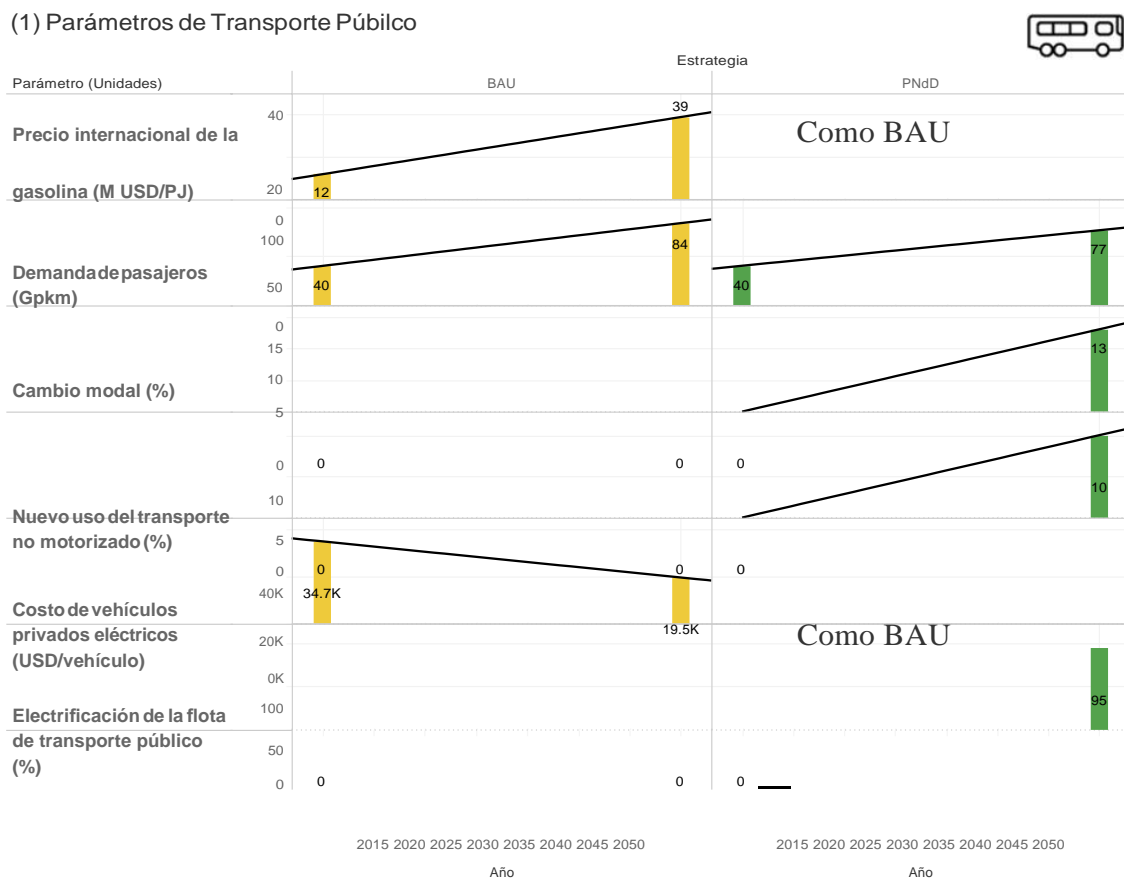 (1) Parámetros de Transporte Púbilco
Estrategia
Parámetro (Unidades)
BAU
PNdD
Precio internacional de la
gasolina (M USD/PJ)
40
20
0
12
39
Como BAU
Demanda de pasajeros
(Gpkm)
100
50
0
40
84
40
77
Cambio modal (%)
15
10
5
0
0
0
0
13
Nuevo uso del transporte
no motorizado (%)
10
5
0
0
0
0
10
Costo de vehículos
privados eléctricos
(USD/vehículo)
40K
20K
0K
34.7K
19.5K
Como BAU
Electrificación de la flota
de transporte público
(%)
100
50
0
0
0
0
95
2015 2020 2025 2030 2035 2040 2045 2050
2015 2020 2025 2030 2035 2040 2045 2050
Año
Año